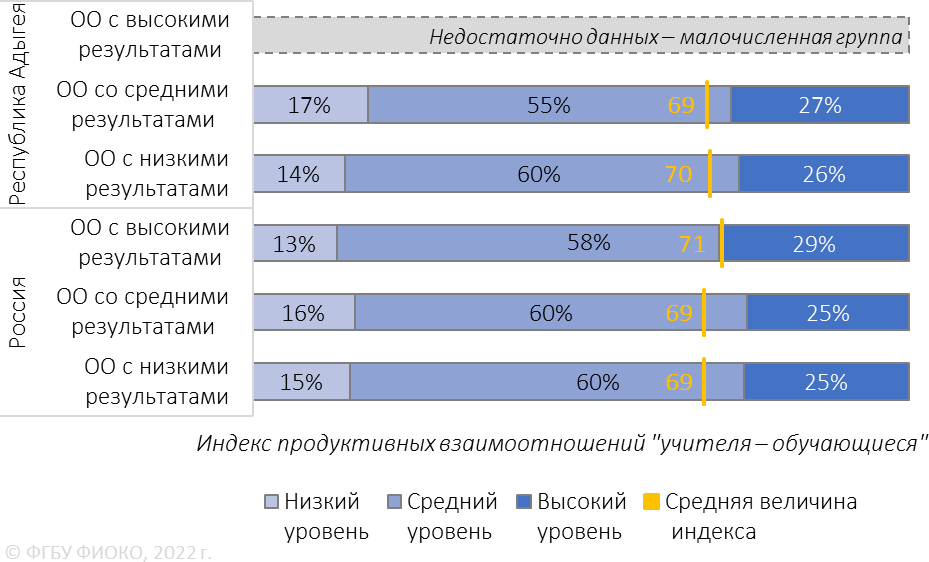 Республика Адыгея
ОО с высокими
результатами
Недостаточно данных – малочисленная группа
ОО со средними
результатами
17% 55% 69 27%
ОО с низкими
результатами
14% 60% 70 26%
Россия
ОО с высокими
результатами
13% 58% 71 29%
ОО со средними
результатами
16% 60% 69 25%
ОО с низкими
результатами
15% 60% 69 25%
Индекс продуктивных взаимоотношений "учителя – обучающиеся"
Низкий уровень
Средний уровень
Высокий уровень
Средняя величина индекса
© ФГБУ ФИОКО, 2022 г.